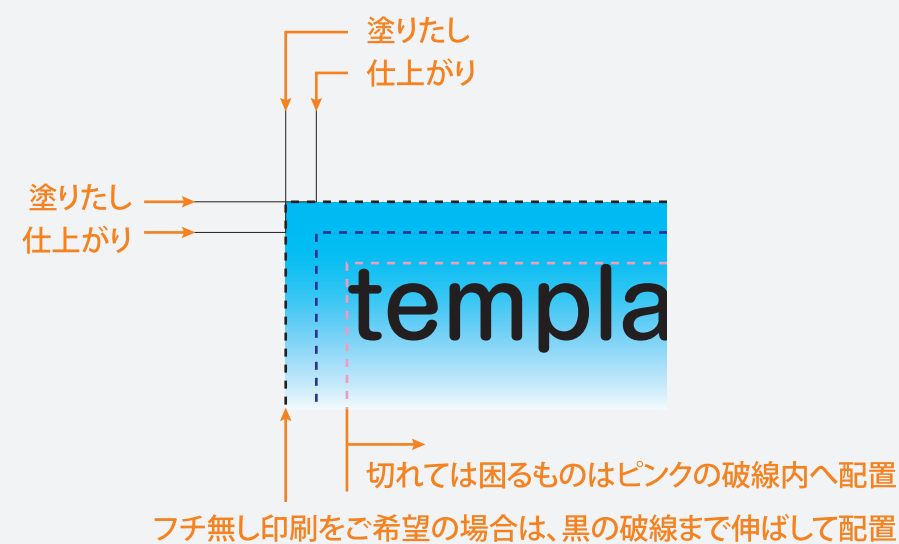 塗りたし
仕上がり
塗りたし
仕上がり
templa
切れては困るものはピンクの破線内へ配置
フチ無し印刷をご希望の場合は、黒の破線まで伸ばして配置